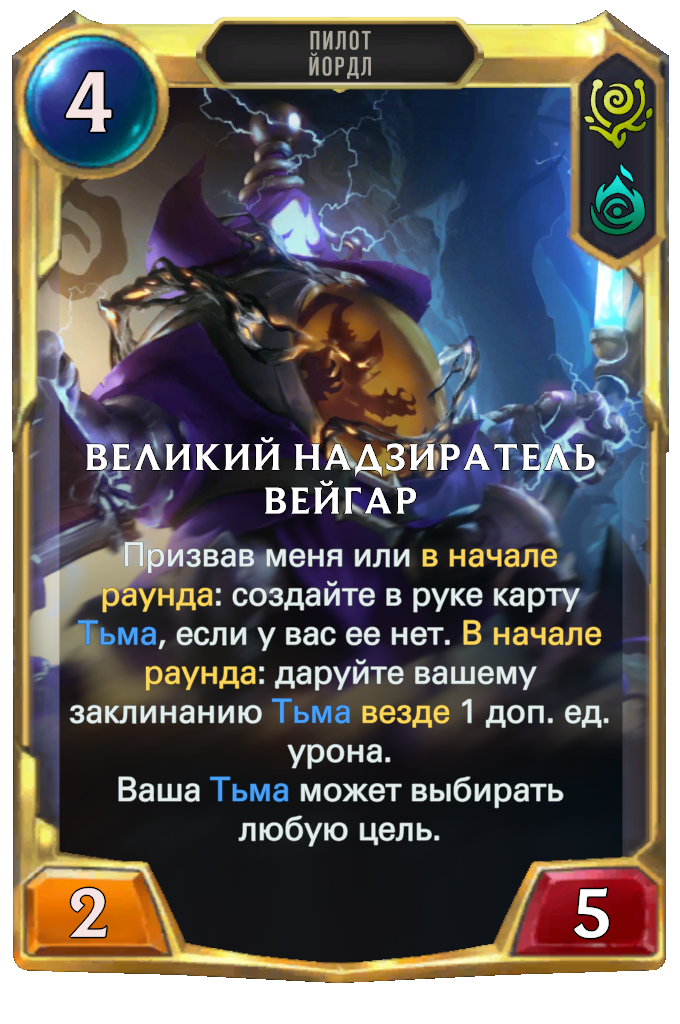 ПИЛОТ
ЙОРДЛ
4
ВЕЛИКИЙ НАДЗИРАТЕЛЬ
ВЕЙГАР
Призвав меня или в начале
раунда: создайте в руке карту
Тьма, если у вас ее нет. В начале
раунда: даруйте вашему
заклинанию Тьма везде 1 доп. ед.
урона.
Ваша Тьма может выбирать
любую цель.
2
5